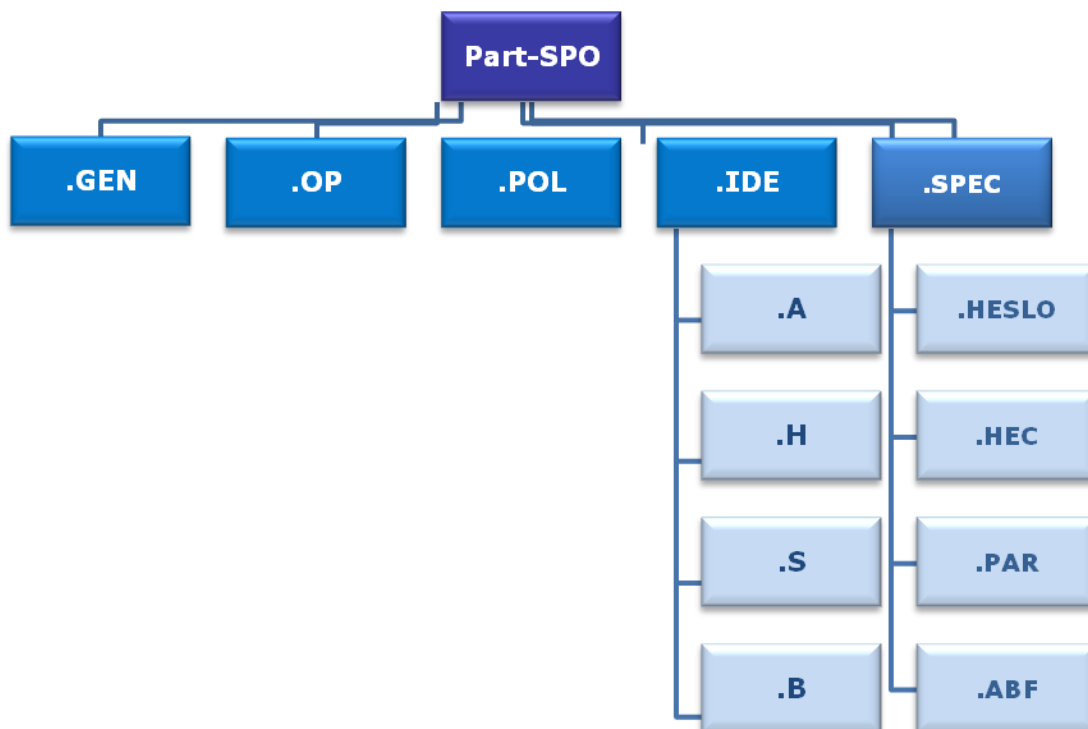 Part-SPO
.GEN
.OP
.POL
.IDE
.SPEC
.A
.H
.S
.B
.HESLO
.HEC
.PAR
.ABF